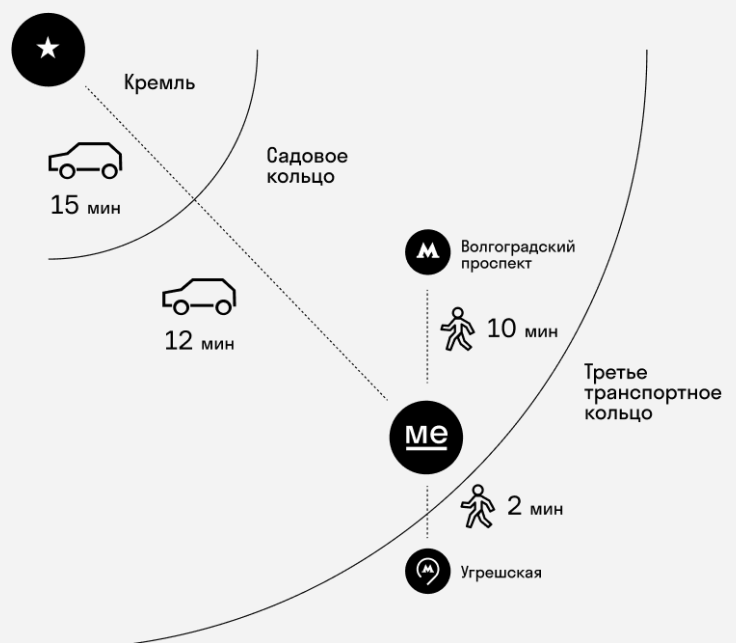 Кремль
Садовое
кольцо
15 мин
М
Волгоградский
проспект
12 мин
10 мин
Третье
транспортное
кольцо
ме
2 мин
М
Угрешская